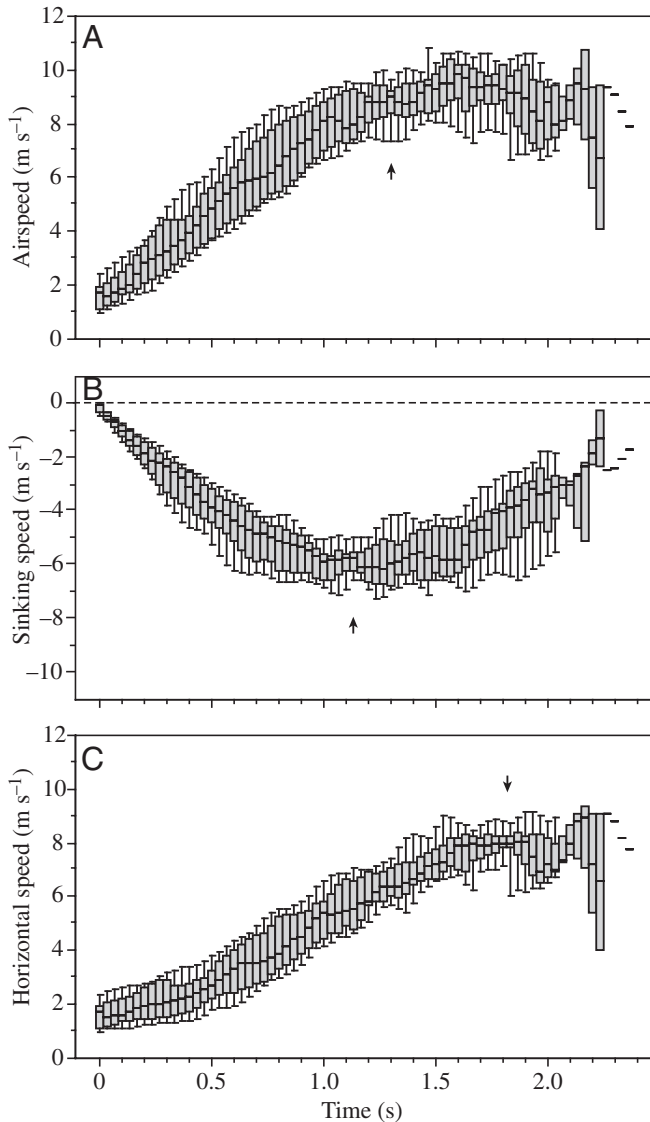 A
12
10
8
6
4
2
0
Airspeed (m s⁻¹)
B
0
–2
–4
–6
–8
–10
Sinking speed (m s⁻¹)
C
12
10
8
6
4
2
0
Horizontal speed (m s⁻¹)
0 0.5 1.0 1.5 2.0
Time (s)